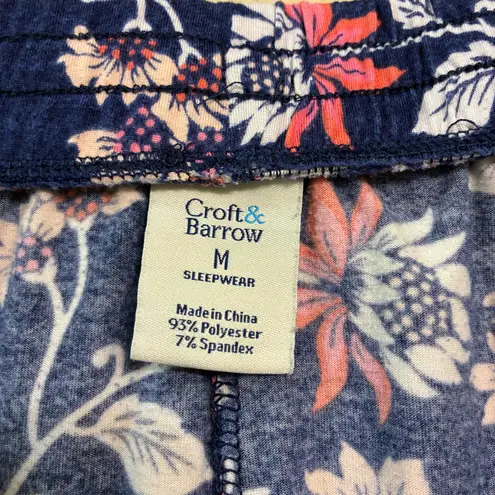 Croft&
Barrow
M
SLEEPWEAR
Made in China
93% Polyester
7% Spandex